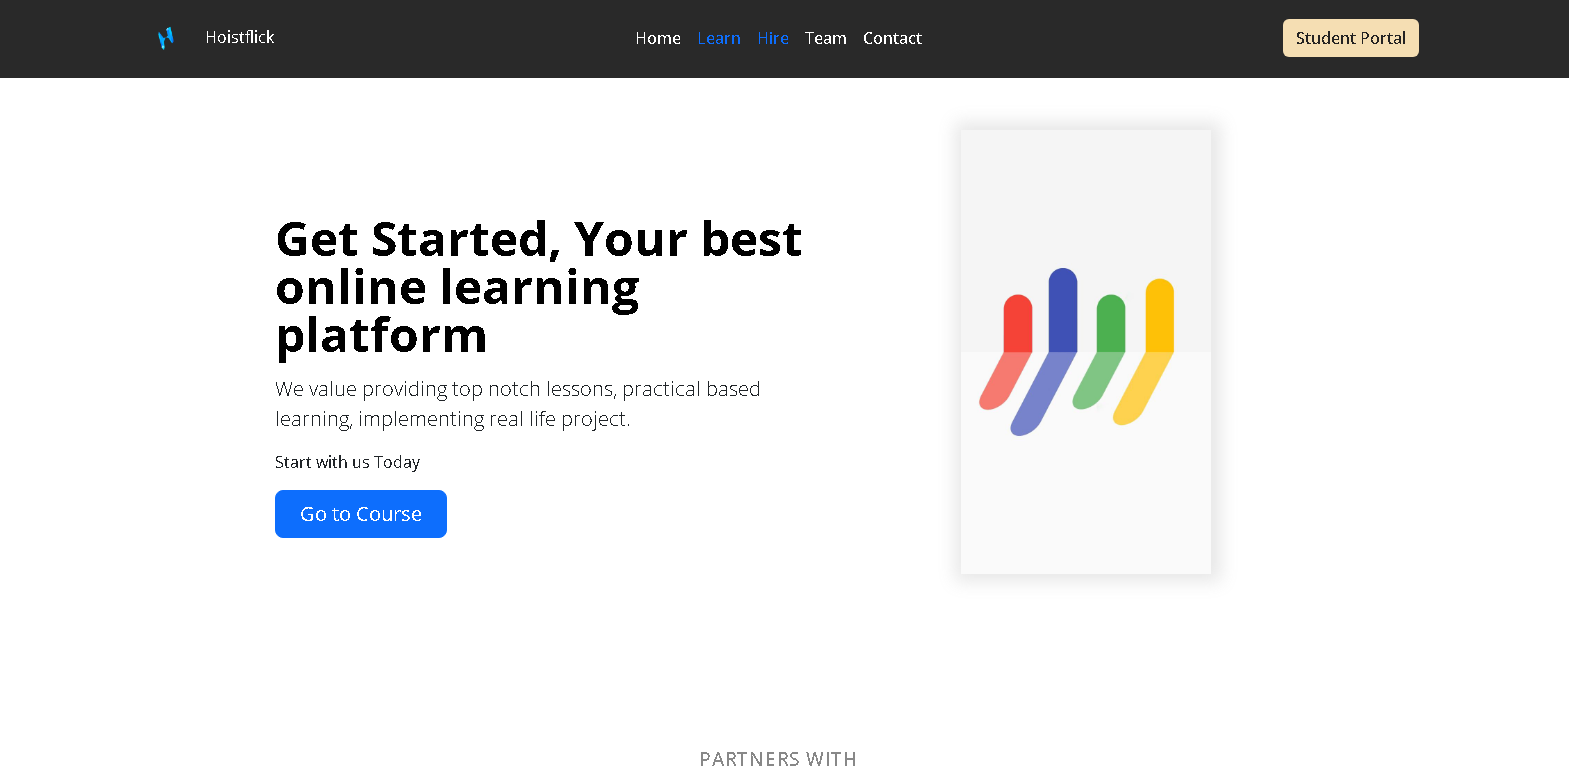 Hoistflick
Home Learn Hire Team Contact
Student Portal
Get Started, Your best
online learning
platform
We value providing top notch lessons, practical based
learning, implementing real life project.
Start with us Today
Go to Course
PARTNERS WITH